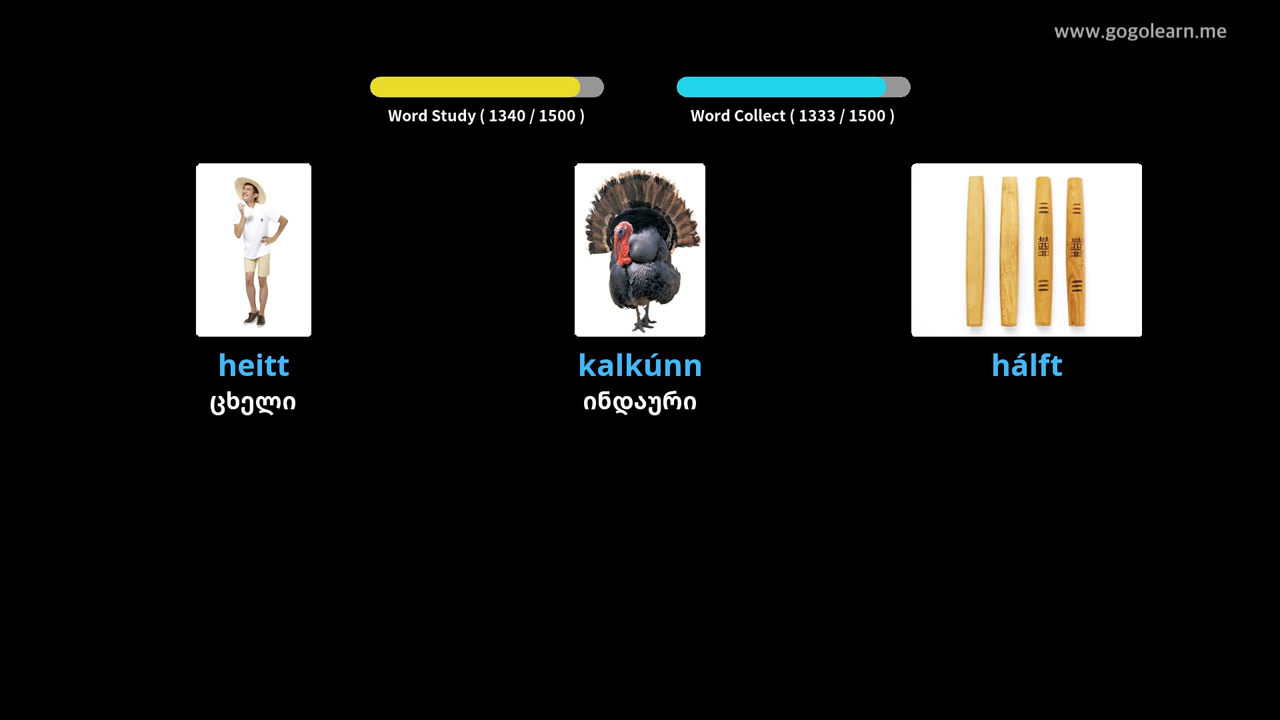 www.gogolearn.me
Word Study ( 1340 / 1500 )
Word Collect ( 1333 / 1500 )
heitt
ცხელი
kalkúnn
ინდაური
hálft